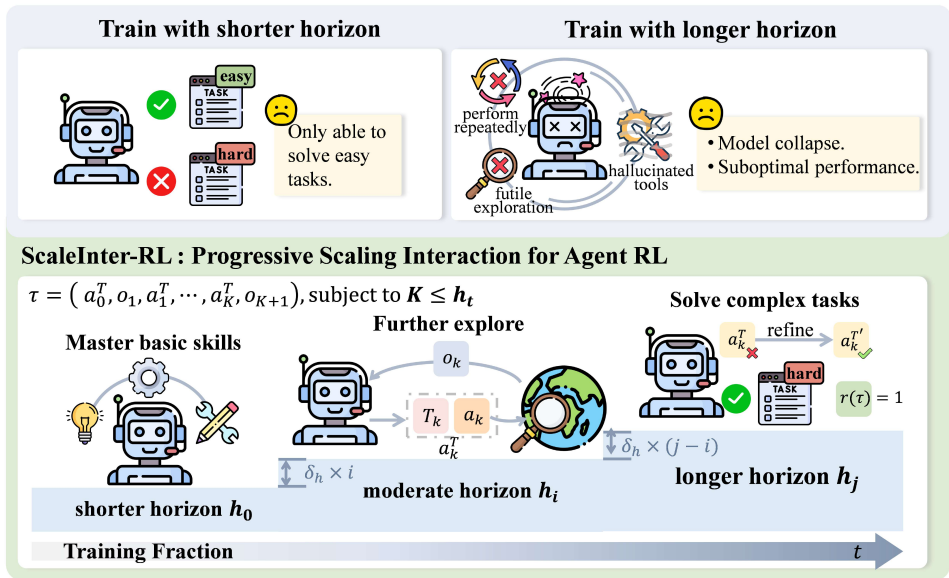 Train with shorter horizon
easy
TASK
hard
TASK
Only able to
solve easy
tasks.
Train with longer horizon
perform
repeatedly
futile
exploration
hallucinated
tools
• Model collapse.
• Suboptimal performance.
ScaleInter-RL : Progressive Scaling Interaction for Agent RL
τ = ( a_0^T, o_1, a_1^T, ⋯, a_K^T, o_{K+1}), subject to K ≤ h_t
Master basic skills
shorter horizon h_0
Further explore
o_k
T_k a_k
a_k^T
δ_h × i
moderate horizon h_i
Solve complex tasks
a_k^T refine a_k^{T′}
hard
TASK
r(τ) = 1
δ_h × (j − i)
longer horizon h_j
Training Fraction t